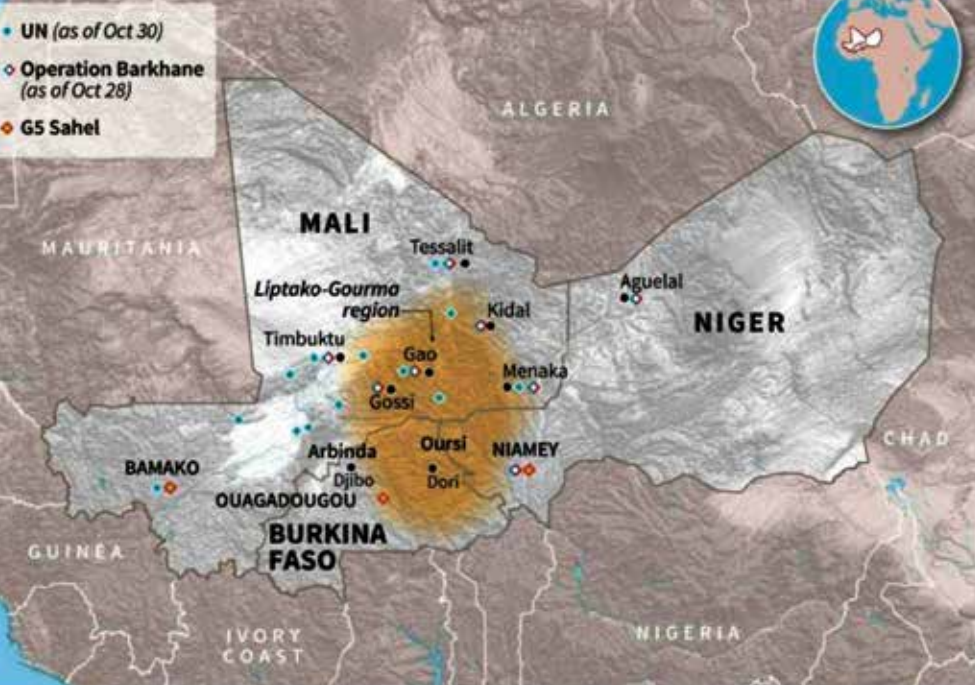 UN (as of Oct 30)
Operation Barkhane
(as of Oct 28)
G5 Sahel
ALGERIA
MALI
MAURITANIA
Tessalit
Liptako-Gourma
region
Aguelal
Kidal
NIGER
Timbuktu
Gao
Menaka
Gossi
CHAD
Arbinda
Oursi
NIAMEY
BAMAKO
Djibo
Dori
OUAGADOUGOU
BURKINA
FASO
GUINEA
IVORY
COAST
NIGERIA